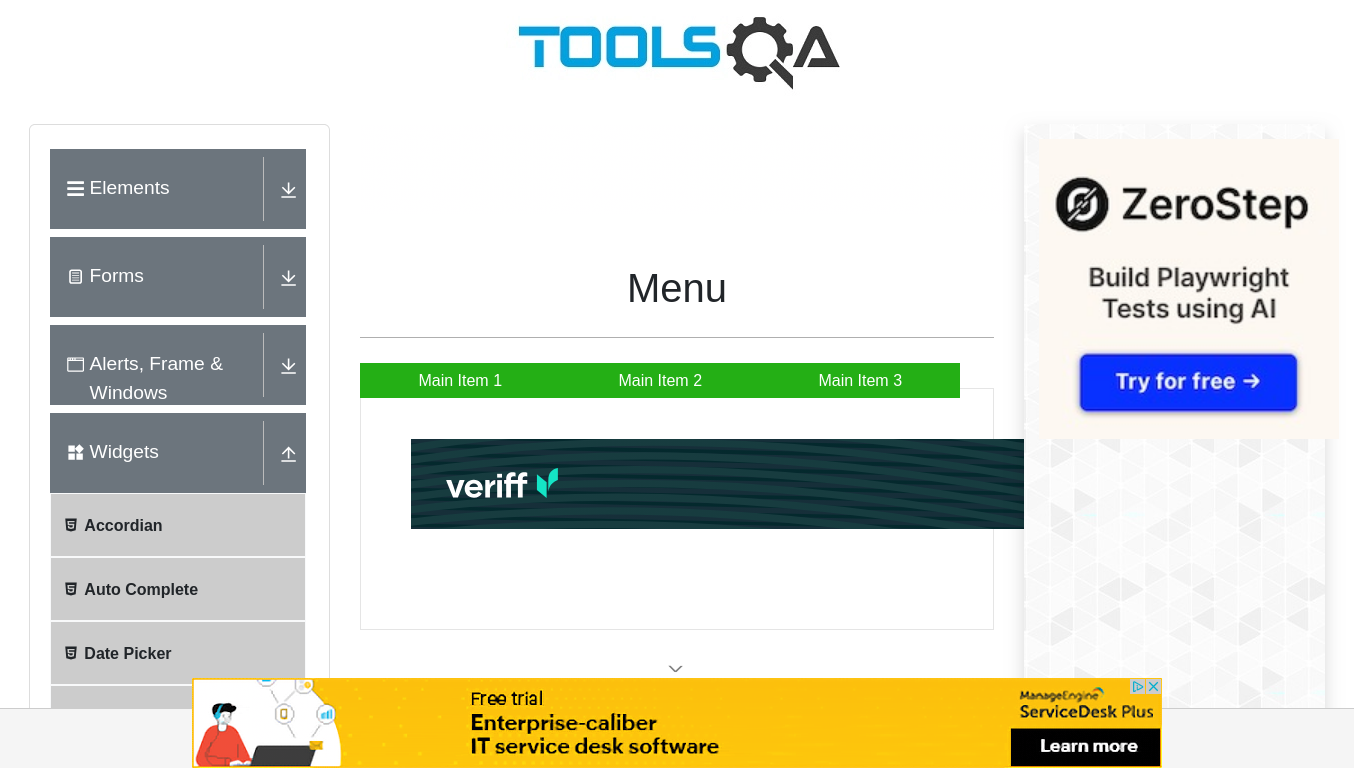 TOOLSQA
Elements
Forms
Alerts, Frame &
Windows
Widgets
Accordian
Auto Complete
Date Picker
Menu
Main Item 1
Main Item 2
Main Item 3
veriff
ZeroStep
Build Playwright
Tests using AI
Try for free →
Free trial
Enterprise-caliber
IT service desk software
ManageEngine
ServiceDesk Plus
Learn more